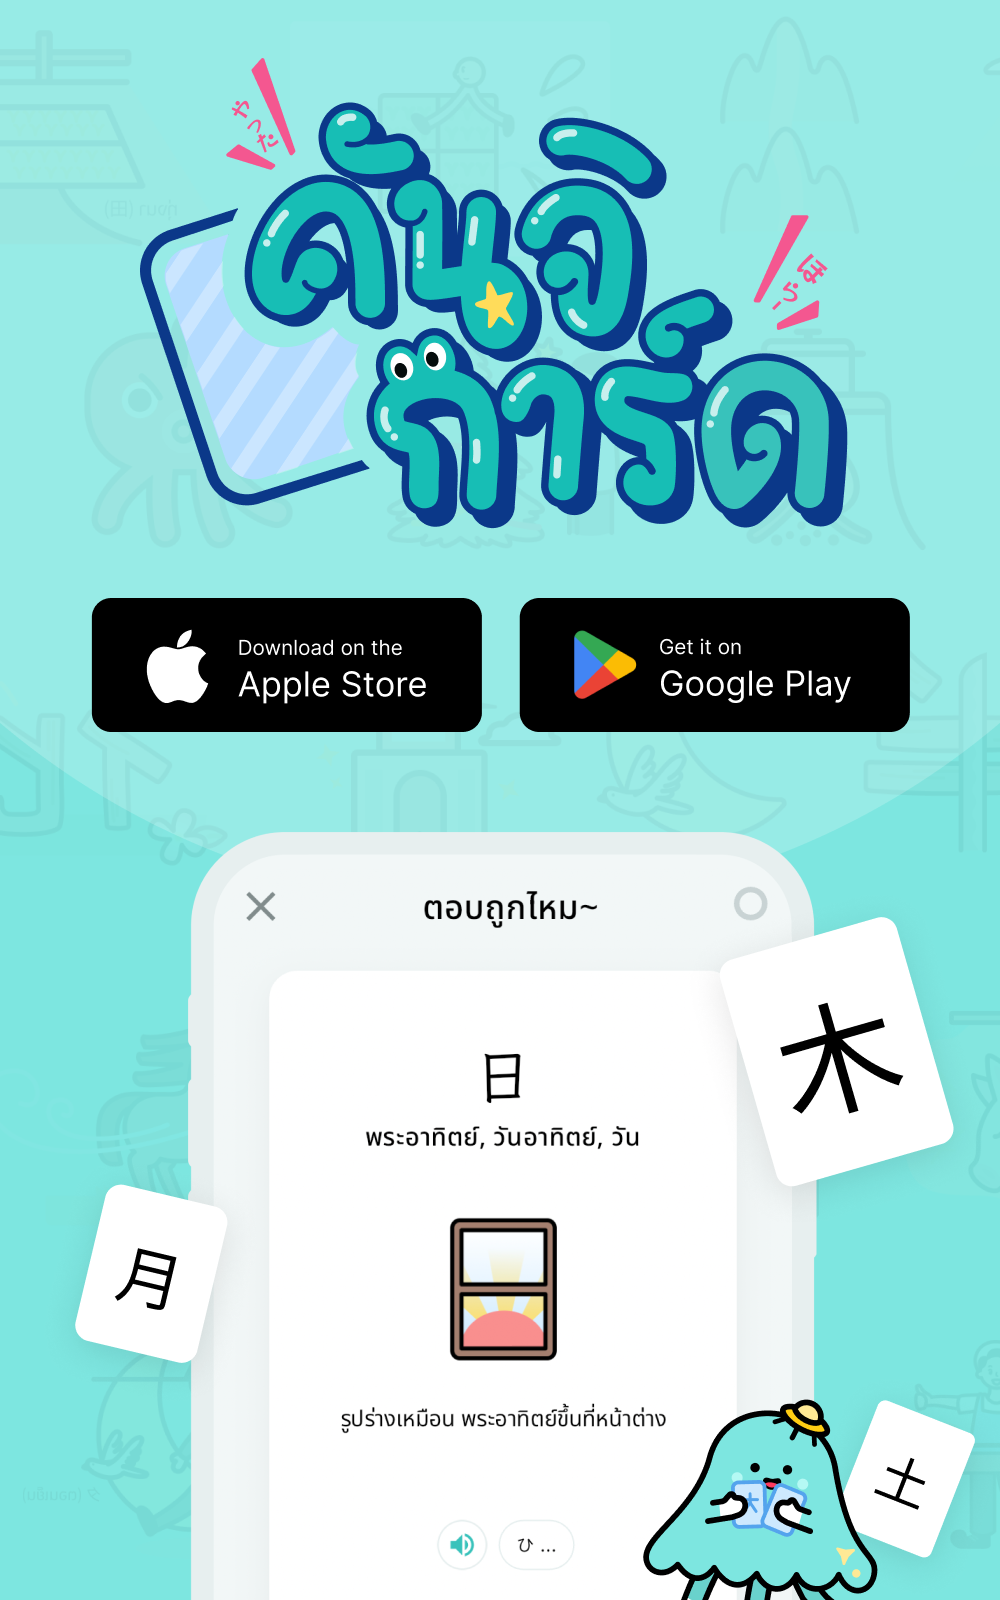 やった
คันจิ
ほら
การ์ด
Download on the
Apple Store
Get it on
Google Play
ตอบถูกไหม~
日
พระอาทิตย์, วันอาทิตย์, วัน
木
月
รูปร่างเหมือน พระอาทิตย์ขึ้นที่หน้าต่าง
土
木
ひ ...